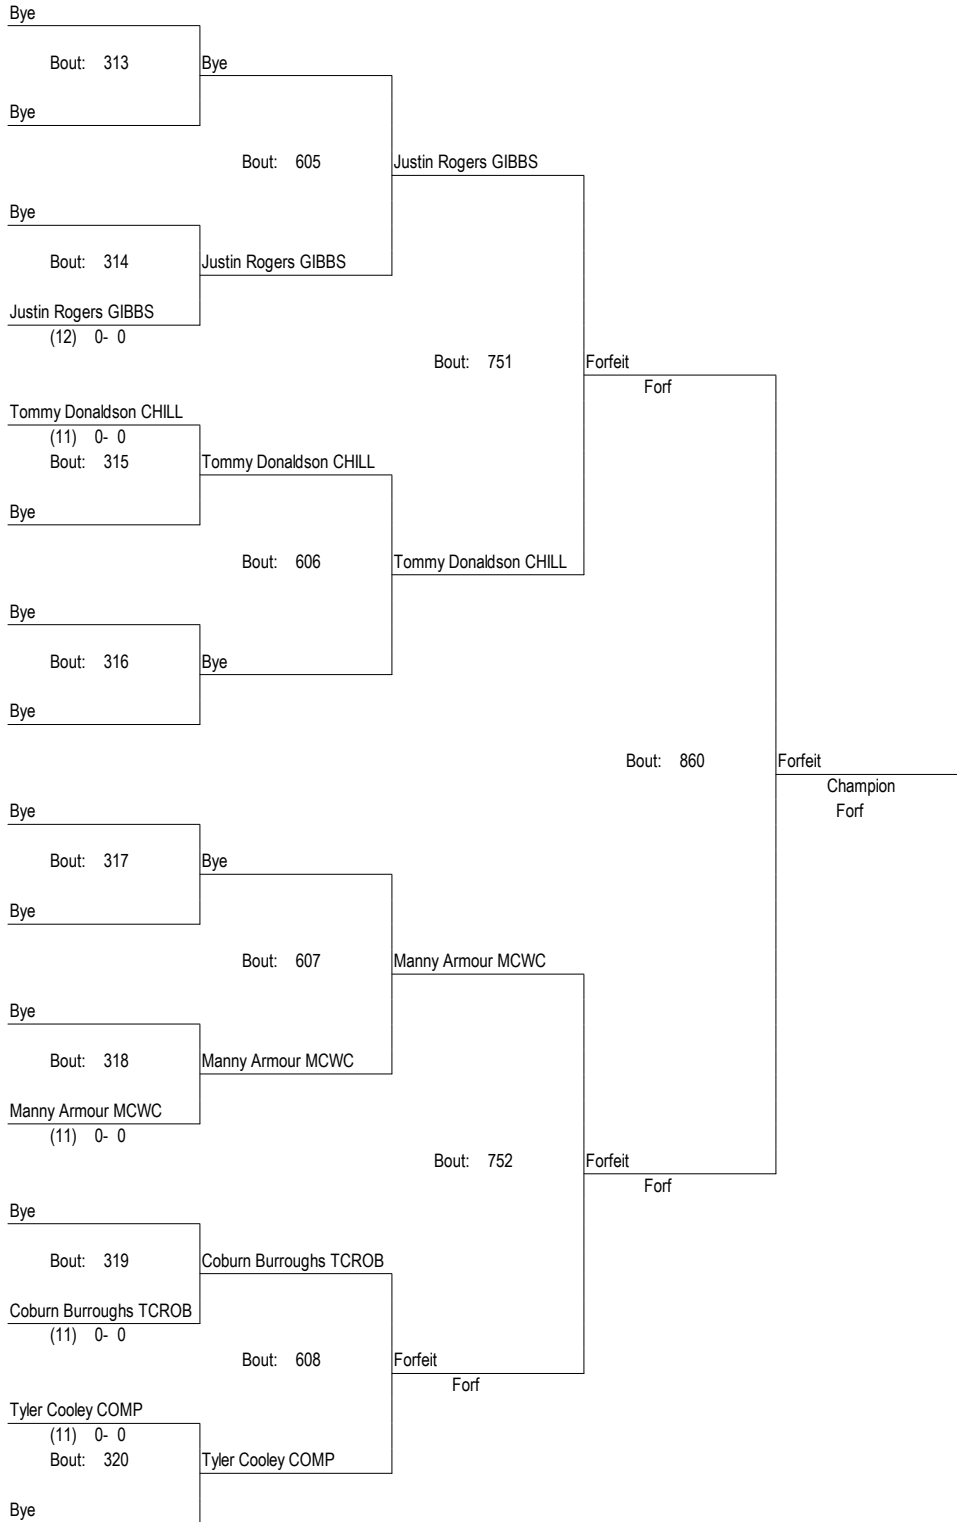 Bye
Bout: 313
Bye
Bye
Bout: 605
Justin Rogers GIBBS
Bye
Bout: 314
Justin Rogers GIBBS
Justin Rogers GIBBS
(12) 0- 0
Bout: 751
Forfeit
Forf
Tommy Donaldson CHILL
(11) 0- 0
Bout: 315
Tommy Donaldson CHILL
Bye
Bout: 606
Tommy Donaldson CHILL
Bye
Bout: 316
Bye
Bye
Bout: 860
Forfeit
Champion
Forf
Bye
Bout: 317
Bye
Bye
Bout: 607
Manny Armour MCWC
Bye
Bout: 318
Manny Armour MCWC
Manny Armour MCWC
(11) 0- 0
Bout: 752
Forfeit
Forf
Bye
Bout: 319
Coburn Burroughs TCROB
Coburn Burroughs TCROB
(11) 0- 0
Bout: 608
Forfeit
Forf
Tyler Cooley COMP
(11) 0- 0
Bout: 320
Tyler Cooley COMP
Bye